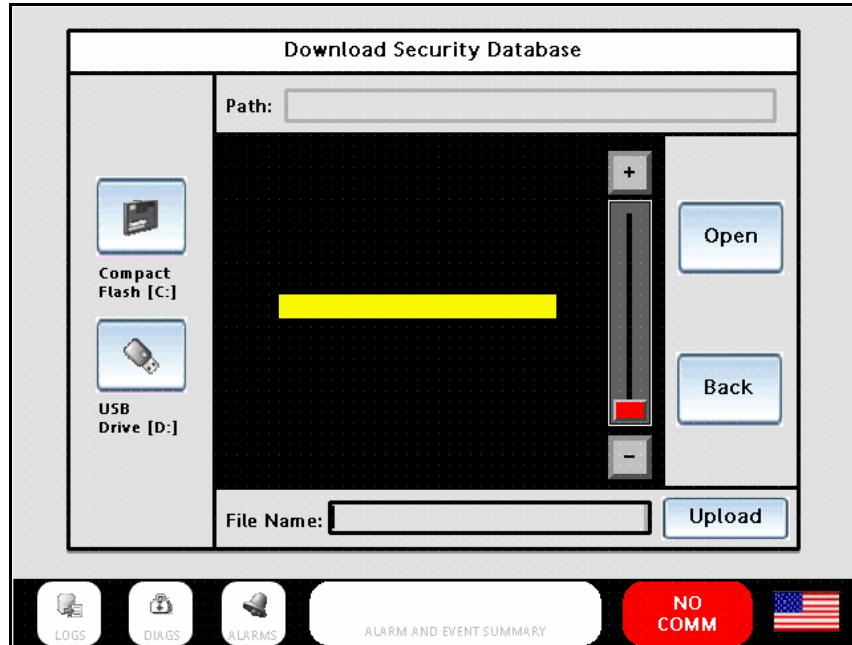 Download Security Database
Path:
+
Compact
Flash [C:]
Open
USB
Drive [D:]
Back
-
File Name:
Upload
LOGS
DIAGS
ALARMS
ALARM AND EVENT SUMMARY
NO
COMM